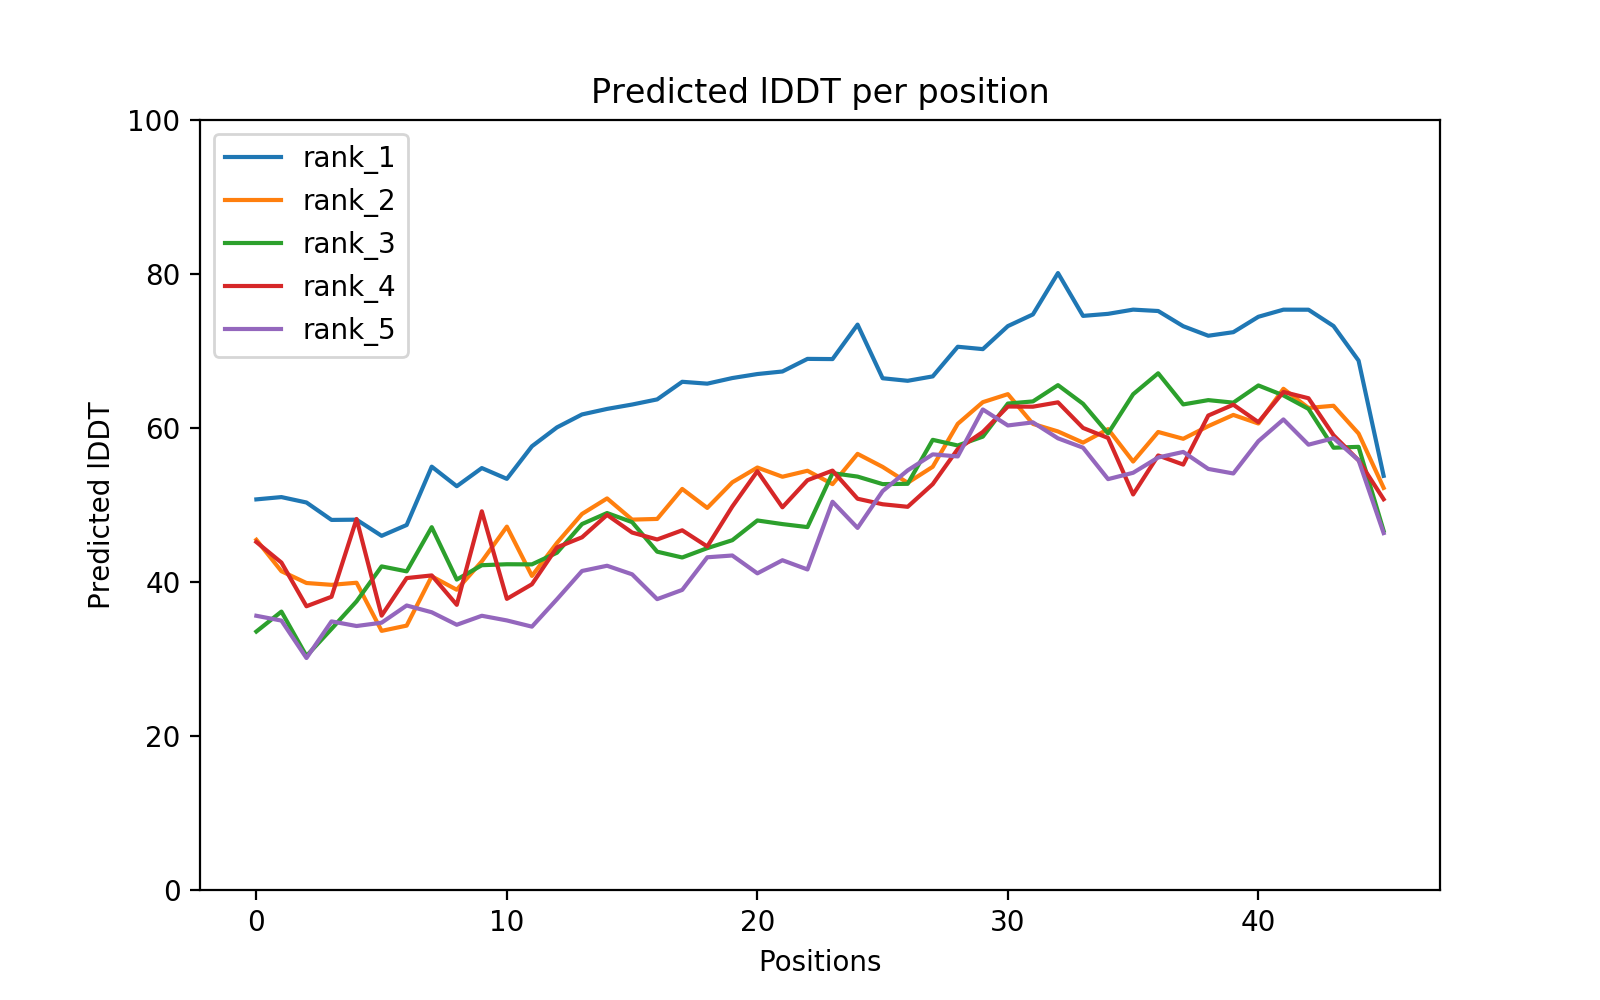 Predicted lDDT per position
100
80
60
40
20
0
Predicted lDDT
rank_1
rank_2
rank_3
rank_4
rank_5
0 10 20 30 40
Positions